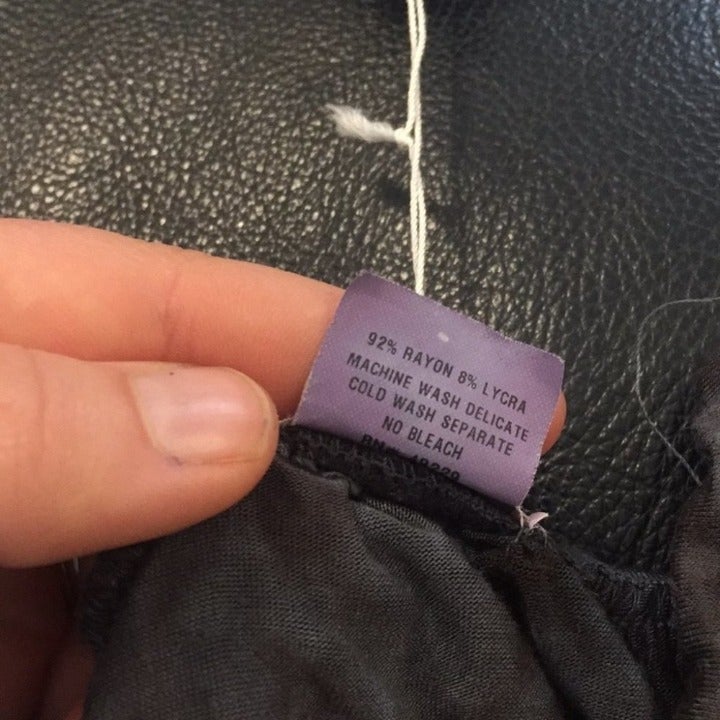 92% RAYON 8% LYCRA
MACHINE WASH DELICATE
COLD WASH SEPARATE
NO BLEACH